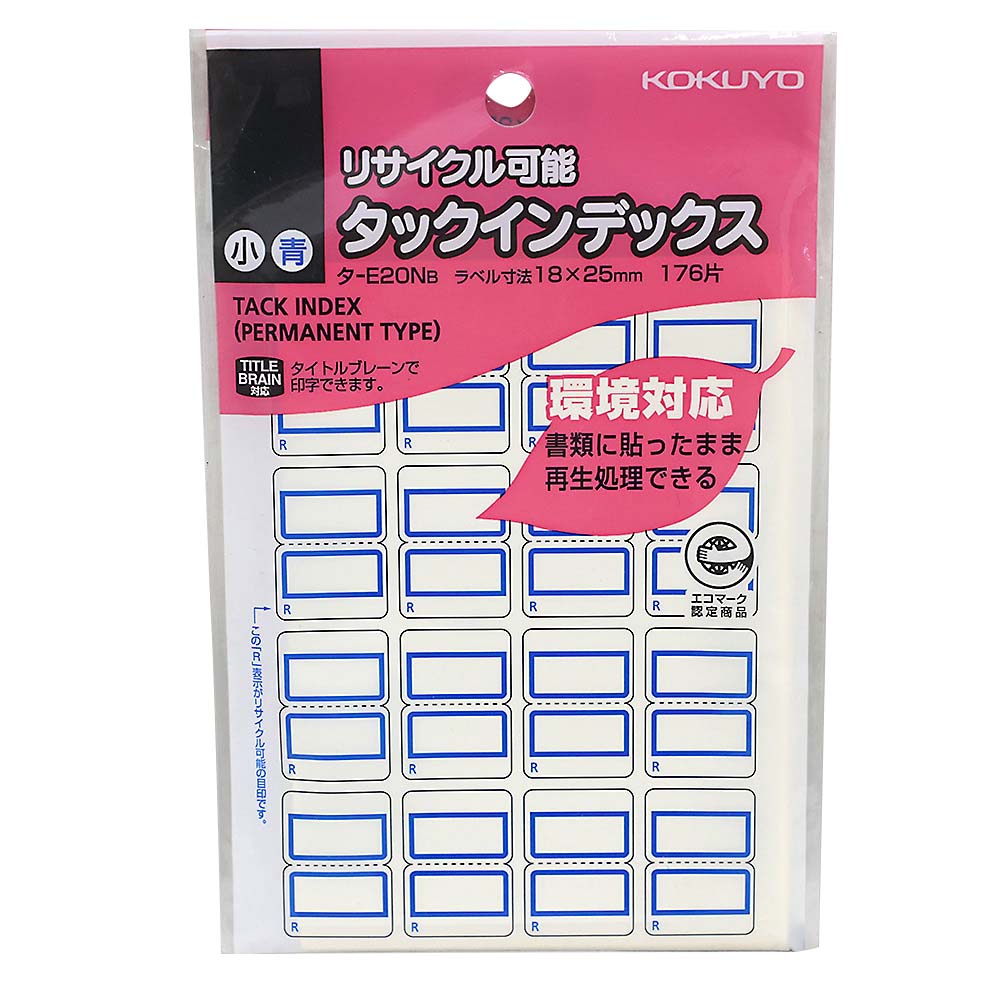 KOKUYO
リサイクル可能
タックインデックス
小 青
タ-E20NB ラベル寸法18×25mm 176片
TACK INDEX
(PERMANENT TYPE)
TITLE
BRAIN
対応
タイトルブレーンで
印字できます。
環境対応
書類に貼ったまま
再生処理できる
R R
R R R
エコマーク
認定商品
この「R」表示がリサイクル可能の目印です。
R R R R
R R R R